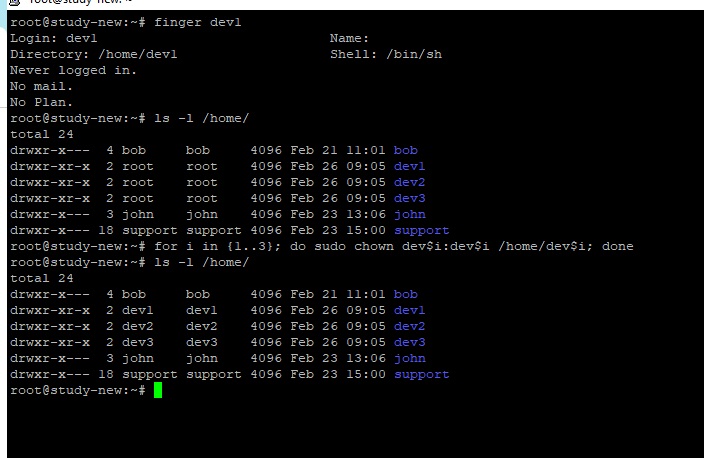 root@study-new: ~
root@study-new:~# finger dev1
Login: dev1                             Name:
Directory: /home/dev1                   Shell: /bin/sh
Never logged in.
No mail.
No Plan.
root@study-new:~# ls -l /home/
total 24
drwxr-x---  4 bob     bob     4096 Feb 21 11:01 bob
drwxr-xr-x  2 root    root    4096 Feb 26 09:05 dev1
drwxr-xr-x  2 root    root    4096 Feb 26 09:05 dev2
drwxr-xr-x  2 root    root    4096 Feb 26 09:05 dev3
drwxr-x---  3 john    john    4096 Feb 23 13:06 john
drwxr-x--- 18 support support 4096 Feb 23 15:00 support
root@study-new:~# for i in {1..3}; do sudo chown dev$i:dev$i /home/dev$i; done
root@study-new:~# ls -l /home/
total 24
drwxr-x---  4 bob     bob     4096 Feb 21 11:01 bob
drwxr-xr-x  2 dev1    dev1    4096 Feb 26 09:05 dev1
drwxr-xr-x  2 dev2    dev2    4096 Feb 26 09:05 dev2
drwxr-xr-x  2 dev3    dev3    4096 Feb 26 09:05 dev3
drwxr-x---  3 john    john    4096 Feb 23 13:06 john
drwxr-x--- 18 support support 4096 Feb 23 15:00 support
root@study-new:~#